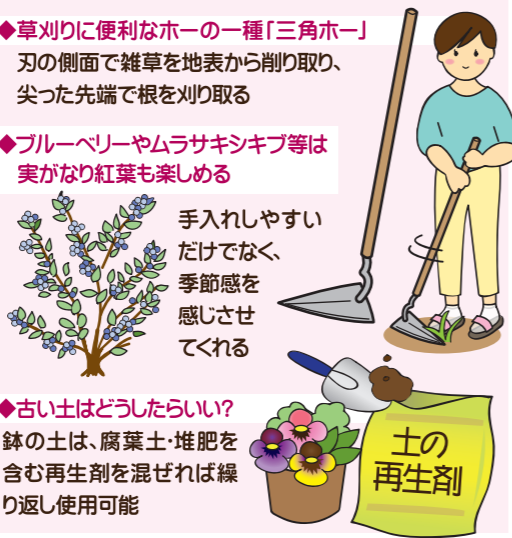 ◆草刈りに便利なホーの一種｢三角ホー｣
刃の側面で雑草を地表から削り取り、
尖った先端で根を刈り取る
◆ブルーベリーやムラサキシキブ等は
実がなり紅葉も楽しめる
手入れしやすい
だけでなく、
季節感を
感じさせ
てくれる
◆古い土はどうしたらいい?
鉢の土は、腐葉土･堆肥を
含む再生剤を混ぜれば繰
り返し使用可能
土の
再生剤